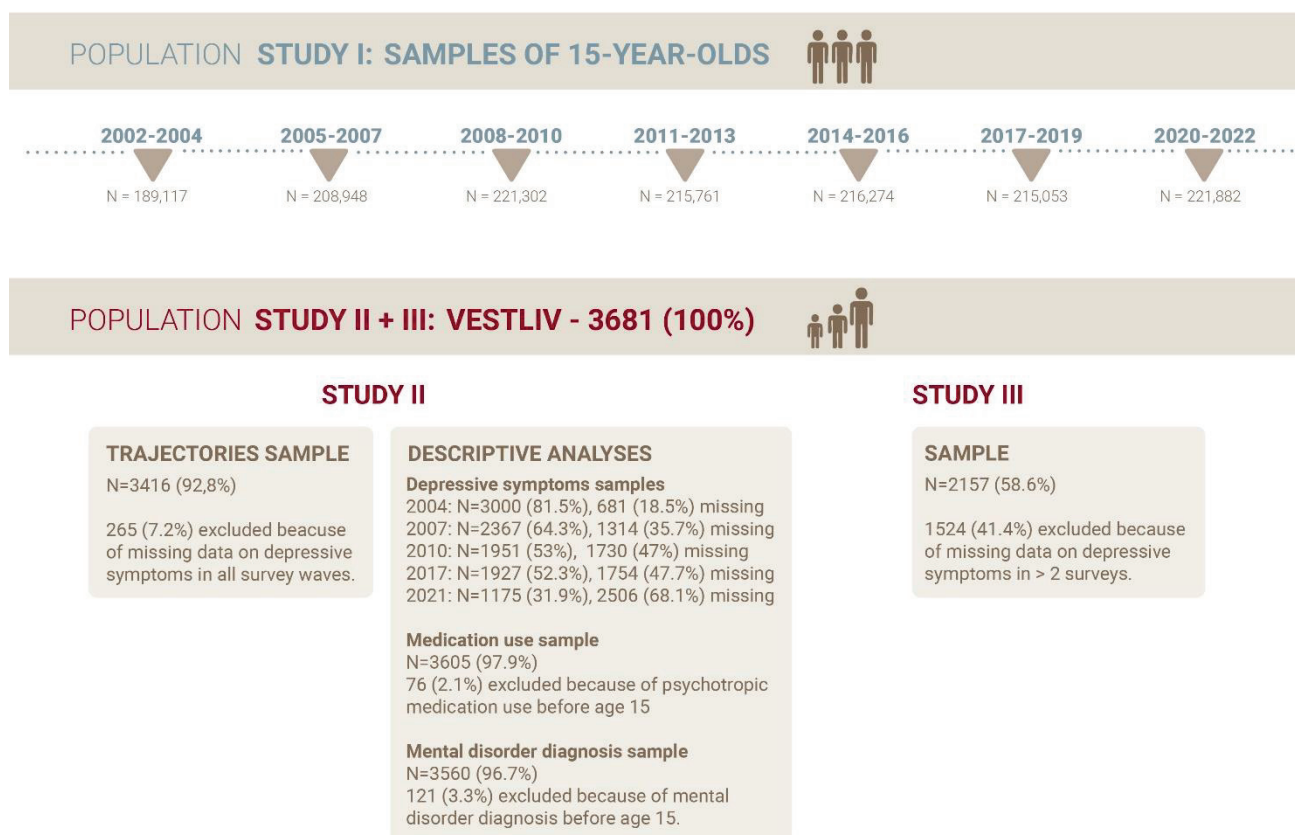 POPULATION STUDY I: SAMPLES OF 15-YEAR-OLDS
2002-2004 2005-2007 2008-2010 2011-2013 2014-2016 2017-2019 2020-2022
N = 189,117 N = 208,948 N = 221,302 N = 215,761 N = 216,274 N = 215,053 N = 221,882
POPULATION STUDY II + III: VESTLIV - 3681 (100%)
STUDY II
TRAJECTORIES SAMPLE
N=3416 (92,8%)
265 (7.2%) excluded beacuse
of missing data on depressive
symptoms in all survey waves.
DESCRIPTIVE ANALYSES
Depressive symptoms samples
2004: N=3000 (81.5%), 681 (18.5%) missing
2007: N=2367 (64.3%), 1314 (35.7%) missing
2010: N=1951 (53%), 1730 (47%) missing
2017: N=1927 (52.3%), 1754 (47.7%) missing
2021: N=1175 (31.9%), 2506 (68.1%) missing
Medication use sample
N=3605 (97.9%)
76 (2.1%) excluded because of psychotropic
medication use before age 15
Mental disorder diagnosis sample
N=3560 (96.7%)
121 (3.3%) excluded because of mental
disorder diagnosis before age 15.
STUDY III
SAMPLE
N=2157 (58.6%)
1524 (41.4%) excluded because
of missing data on depressive
symptoms in > 2 surveys.